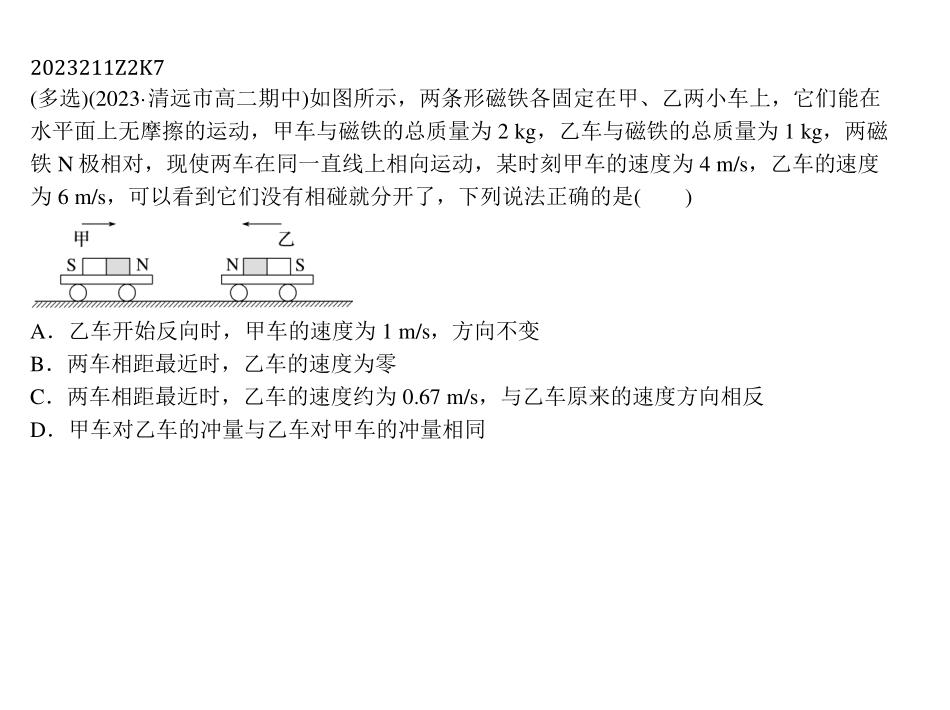 2023211Z2K7
(多选)(2023·清远市高二期中)如图所示，两条形磁铁各固定在甲、乙两小车上，它们能在
水平面上无摩擦的运动，甲车与磁铁的总质量为 2 kg，乙车与磁铁的总质量为 1 kg，两磁
铁 N 极相对，现使两车在同一直线上相向运动，某时刻甲车的速度为 4 m/s，乙车的速度
为 6 m/s，可以看到它们没有相碰就分开了，下列说法正确的是(　　)
甲 乙
S N N S
A．乙车开始反向时，甲车的速度为 1 m/s，方向不变
B．两车相距最近时，乙车的速度为零
C．两车相距最近时，乙车的速度约为 0.67 m/s，与乙车原来的速度方向相反
D．甲车对乙车的冲量与乙车对甲车的冲量相同